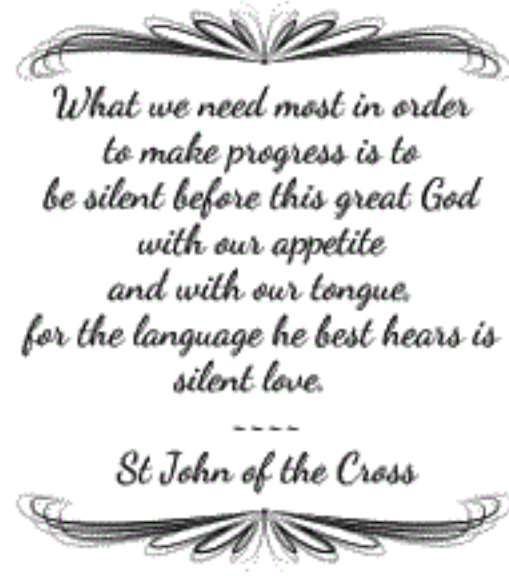 What we need most in order
to make progress is to
be silent before this great God
with our appetite
and with our tongue,
for the language he best hears is
silent love.
~~~~
St John of the Cross